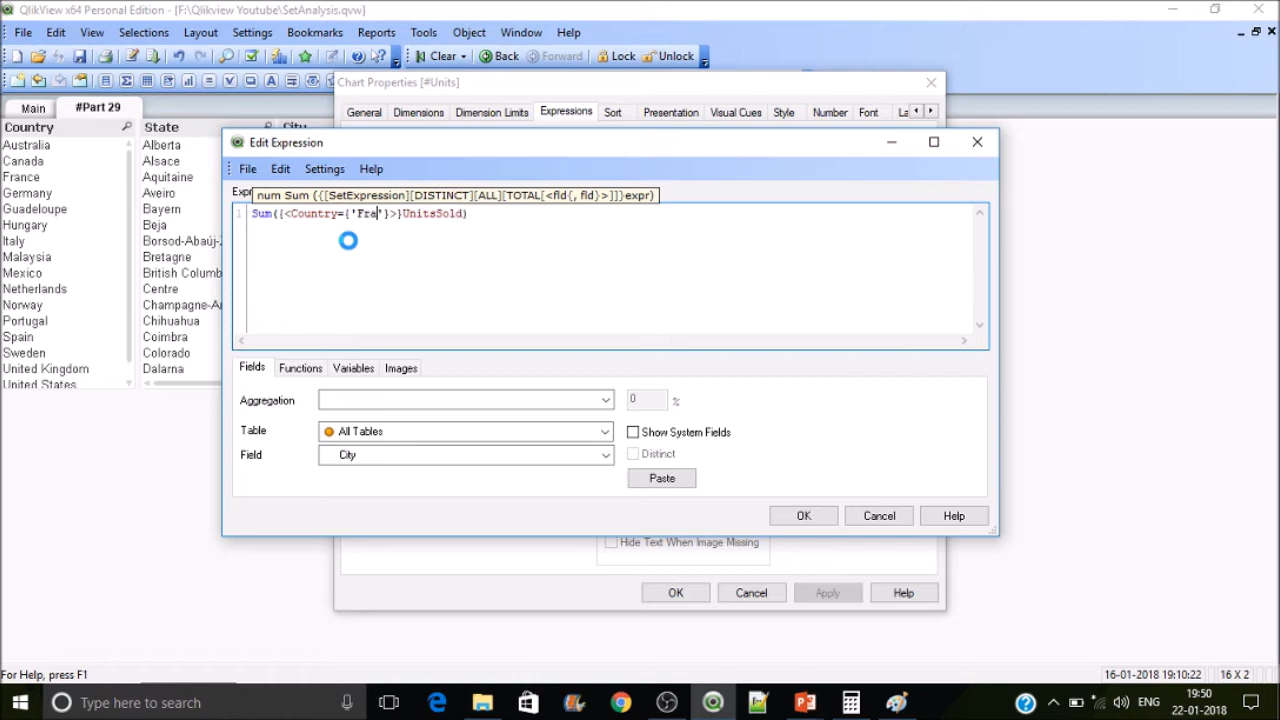 QlikView x64 Personal Edition - [F:\Qlikview Youtube\SetAnalysis.qvw]
File Edit View Selections Layout Settings Bookmarks Reports Tools Object Window Help
Clear Back Forward Lock Unlock
Main #Part 29
Country State City
Australia Alberta
Canada Alsace
France Aquitaine
Germany Aveiro
Guadeloupe Bayern
Hungary Beja
Italy Borsod-Abaúj-
Malaysia Bretagne
Mexico British Columb
Netherlands Centre
Norway Champagne-Ar
Portugal Chihuahua
Spain Coimbra
Sweden Colorado
United Kingdom Dalarna
United States
Chart Properties [#Units]
General Dimensions Dimension Limits Expressions Sort Presentation Visual Cues Style Number Font La
Edit Expression
File Edit Settings Help
Expr
num Sum ({[SetExpression][DISTINCT][ALL][TOTAL[<fld{, fld}>]]}expr)
1 Sum({<Country={'Fra'}>}UnitsSold)
Fields Functions Variables Images
Aggregation 0 %
Table All Tables Show System Fields
Field City Distinct
Paste
OK Cancel Help
Hide Text When Image Missing
OK Cancel Apply Help
For Help, press F1 16-01-2018 19:10:22 16 X 2
Type here to search ENG 19:50
22-01-2018